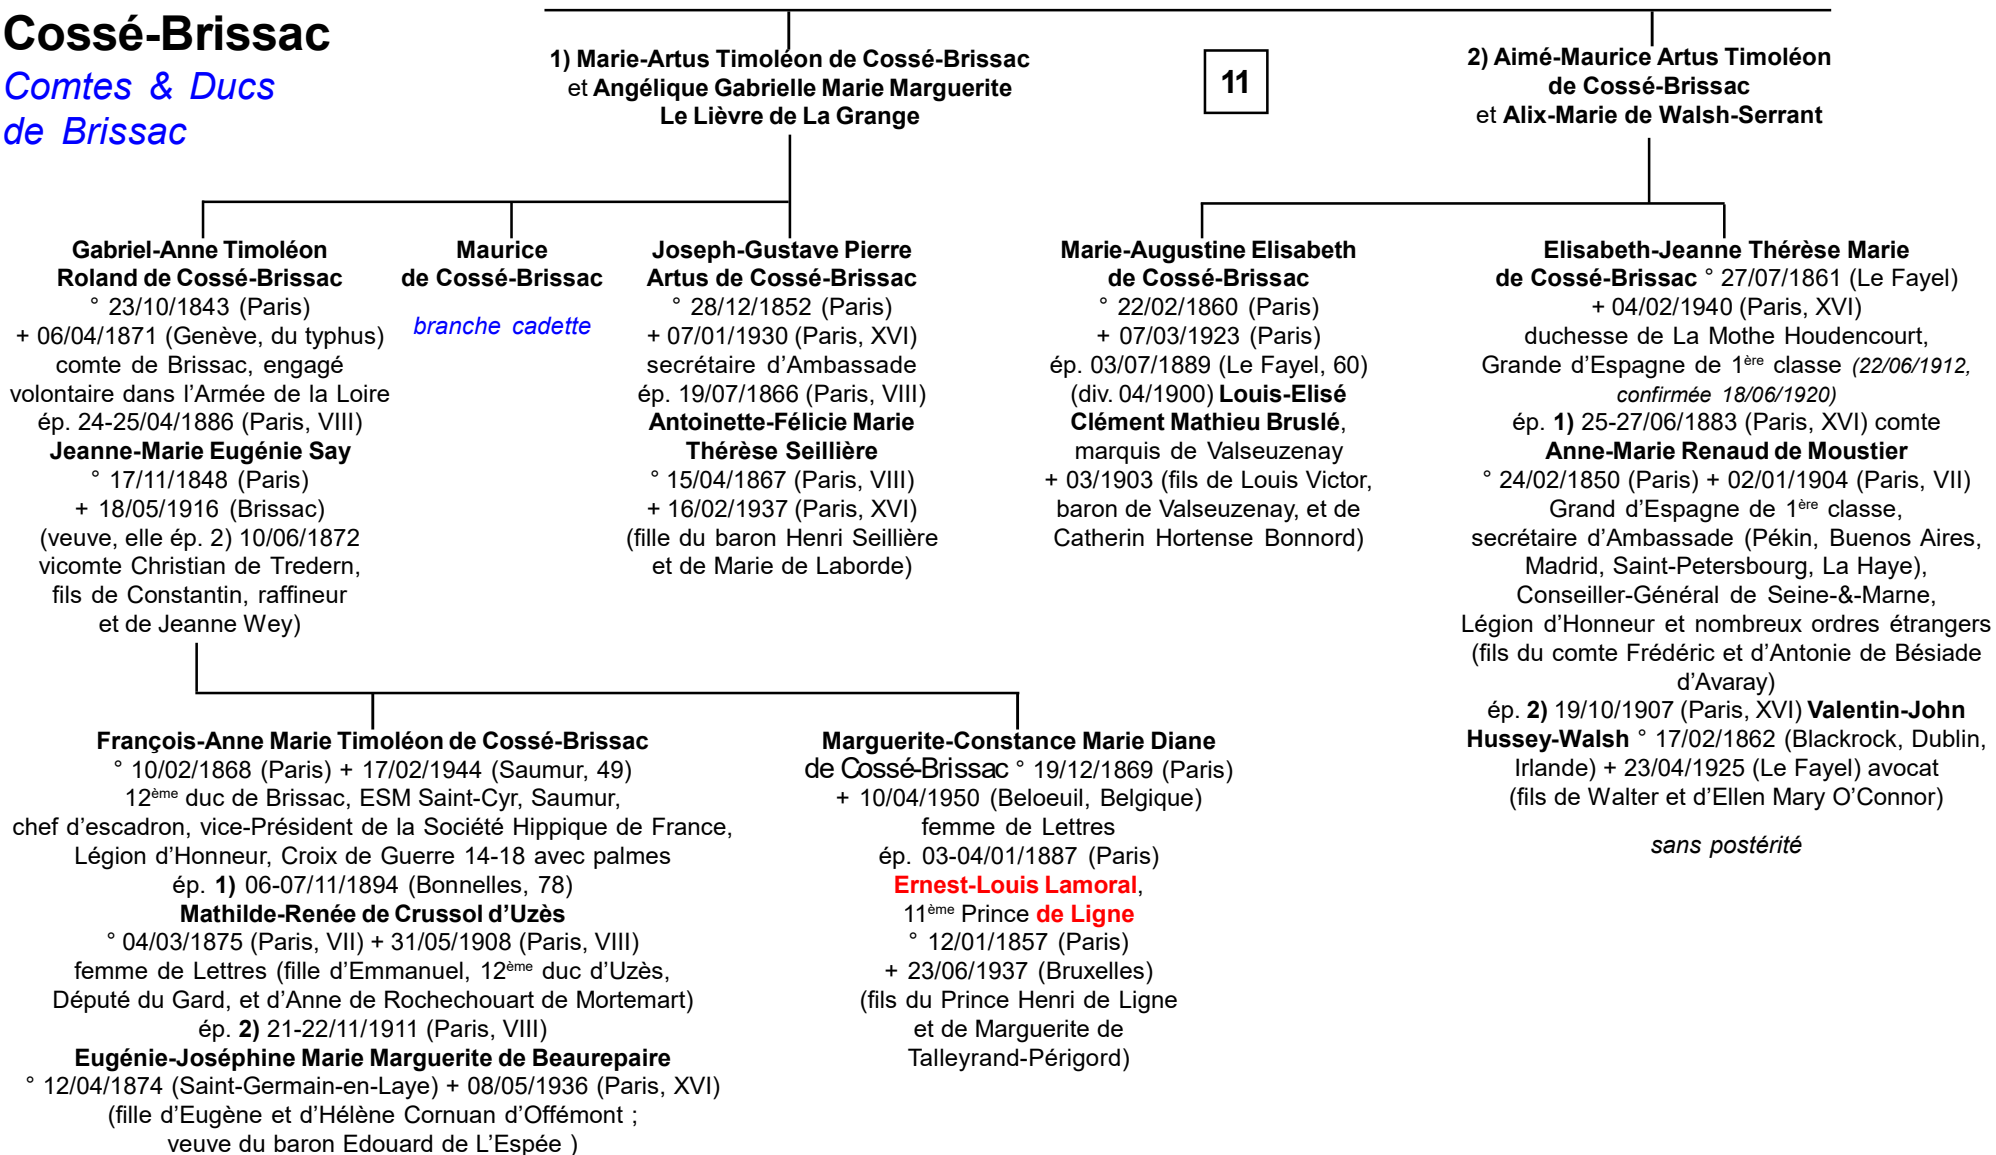 Cossé-Brissac
Comtes & Ducs
de Brissac
1) Marie-Artus Timoléon de Cossé-Brissac
et Angélique Gabrielle Marie Marguerite
Le Lièvre de La Grange
11
2) Aimé-Maurice Artus Timoléon
de Cossé-Brissac
et Alix-Marie de Walsh-Serrant
Gabriel-Anne Timoléon
Roland de Cossé-Brissac
° 23/10/1843 (Paris)
+ 06/04/1871 (Genève, du typhus)
comte de Brissac, engagé
volontaire dans l'Armée de la Loire
ép. 24-25/04/1886 (Paris, VIII)
Jeanne-Marie Eugénie Say
° 17/11/1848 (Paris)
+ 18/05/1916 (Brissac)
(veuve, elle ép. 2) 10/06/1872
vicomte Christian de Tredern,
fils de Constantin, raffineur
et de Jeanne Wey)
Maurice
de Cossé-Brissac
branche cadette
Joseph-Gustave Pierre
Artus de Cossé-Brissac
° 28/12/1852 (Paris)
+ 07/01/1930 (Paris, XVI)
secrétaire d'Ambassade
ép. 19/07/1866 (Paris, VIII)
Antoinette-Félicie Marie
Thérèse Seillière
° 15/04/1867 (Paris, VIII)
+ 16/02/1937 (Paris, XVI)
(fille du baron Henri Seillière
et de Marie de Laborde)
Marie-Augustine Elisabeth
de Cossé-Brissac
° 22/02/1860 (Paris)
+ 07/03/1923 (Paris)
ép. 03/07/1889 (Le Fayel, 60)
(div. 04/1900) Louis-Elisé
Clément Mathieu Bruslé,
marquis de Valseuzenay
+ 03/1903 (fils de Louis Victor,
baron de Valseuzenay, et de
Catherin Hortense Bonnord)
Elisabeth-Jeanne Thérèse Marie
de Cossé-Brissac ° 27/07/1861 (Le Fayel)
+ 04/02/1940 (Paris, XVI)
duchesse de La Mothe Houdencourt,
Grande d'Espagne de 1ère classe (22/06/1912,
confirmée 18/06/1920)
ép. 1) 25-27/06/1883 (Paris, XVI) comte
Anne-Marie Renaud de Moustier
° 24/02/1850 (Paris) + 02/01/1904 (Paris, VII)
Grand d'Espagne de 1ère classe,
secrétaire d'Ambassade (Pékin, Buenos Aires,
Madrid, Saint-Petersbourg, La Haye),
Conseiller-Général de Seine-&-Marne,
Légion d'Honneur et nombreux ordres étrangers
(fils du comte Frédéric et d'Antonie de Bésiade
d'Avaray)
ép. 2) 19/10/1907 (Paris, XVI) Valentin-John
Hussey-Walsh ° 17/02/1862 (Blackrock, Dublin,
Irlande) + 23/04/1925 (Le Fayel) avocat
(fils de Walter et d'Ellen Mary O'Connor)
sans postérité
François-Anne Marie Timoléon de Cossé-Brissac
° 10/02/1868 (Paris) + 17/02/1944 (Saumur, 49)
12ème duc de Brissac, ESM Saint-Cyr, Saumur,
chef d'escadron, vice-Président de la Société Hippique de France,
Légion d'Honneur, Croix de Guerre 14-18 avec palmes
ép. 1) 06-07/11/1894 (Bonnelles, 78)
Mathilde-Renée de Crussol d'Uzès
° 04/03/1875 (Paris, VII) + 31/05/1908 (Paris, VIII)
femme de Lettres (fille d'Emmanuel, 12ème duc d'Uzès,
Député du Gard, et d'Anne de Rochechouart de Mortemart)
ép. 2) 21-22/11/1911 (Paris, VIII)
Eugénie-Joséphine Marie Marguerite de Beaurepaire
° 12/04/1874 (Saint-Germain-en-Laye) + 08/05/1936 (Paris, XVI)
(fille d'Eugène et d'Hélène Cornuan d'Offémont ;
veuve du baron Edouard de L'Espée )
Marguerite-Constance Marie Diane
de Cossé-Brissac ° 19/12/1869 (Paris)
+ 10/04/1950 (Beloeuil, Belgique)
femme de Lettres
ép. 03-04/01/1887 (Paris)
Ernest-Louis Lamoral,
11ème Prince de Ligne
° 12/01/1857 (Paris)
+ 23/06/1937 (Bruxelles)
(fils du Prince Henri de Ligne
et de Marguerite de
Talleyrand-Périgord)